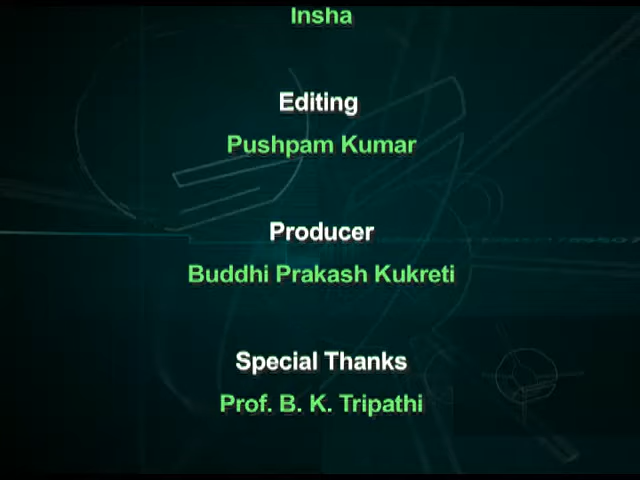 Insha
Editing
Pushpam Kumar
Producer
Buddhi Prakash Kukreti
Special Thanks
Prof. B. K. Tripathi